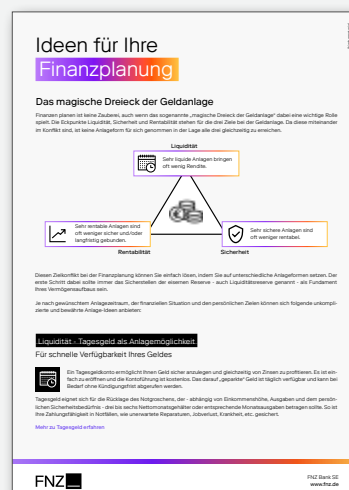 Ideen für Ihre
Finanzplanung
Das magische Dreieck der Geldanlage
Finanzen planen ist keine Zauberei, auch wenn das sogenannte „magische Dreieck der Geldanlage" dabei eine wichtige Rolle
spielt. Die Eckpunkte Liquidität, Sicherheit und Rentabilität stehen für die drei Ziele bei der Geldanlage. Da diese miteinander
im Konflikt sind, ist keine Anlageform für sich genommen in der Lage alle drei gleichzeitig zu erreichen.
Liquidität
Sehr liquide Anlagen bringen
oft wenig Rendite.
Sehr rentable Anlagen sind
oft weniger sicher und/oder
langfristig gebunden.
Sehr sichere Anlagen sind
oft weniger rentabel.
Rentabilität
Sicherheit
Diesen Zielkonflikt bei der Finanzplanung können Sie einfach lösen, indem Sie auf unterschiedliche Anlageformen setzen. Der
erste Schritt dabei sollte immer das Sicherstellen der eisernen Reserve - auch Liquiditätsreserve genannt - als Fundament
Ihres Vermögensaufbaus sein.
Je nach gewünschtem Anlagezeitraum, der finanziellen Situation und den persönlichen Zielen können sich folgende unkompli-
zierte und bewährte Anlage-Ideen anbieten:
Liquidität - Tagesgeld als Anlagemöglichkeit
Für schnelle Verfügbarkeit Ihres Geldes
Ein Tagesgeldkonto ermöglicht Ihnen Geld sicher anzulegen und gleichzeitig von Zinsen zu profitieren. Es ist ein-
fach zu eröffnen und die Kontoführung ist kostenlos. Das darauf „geparkte" Geld ist täglich verfügbar und kann bei
Bedarf ohne Kündigungsfrist abgerufen werden.
Tagesgeld eignet sich für die Rücklage des Notgroschens, der - abhängig von Einkommenshöhe, Ausgaben und dem persön-
lichen Sicherheitsbedürfnis - drei bis sechs Nettomonatsgehälter oder entsprechende Monatsausgaben betragen sollte. So ist
Ihre Zahlungsfähigkeit in Notfällen, wie unerwartete Reparaturen, Jobverlust, Krankheit, etc. gesichert.
Mehr zu Tagesgeld erfahren
FNZ
FNZ Bank SE
www.fnz.de